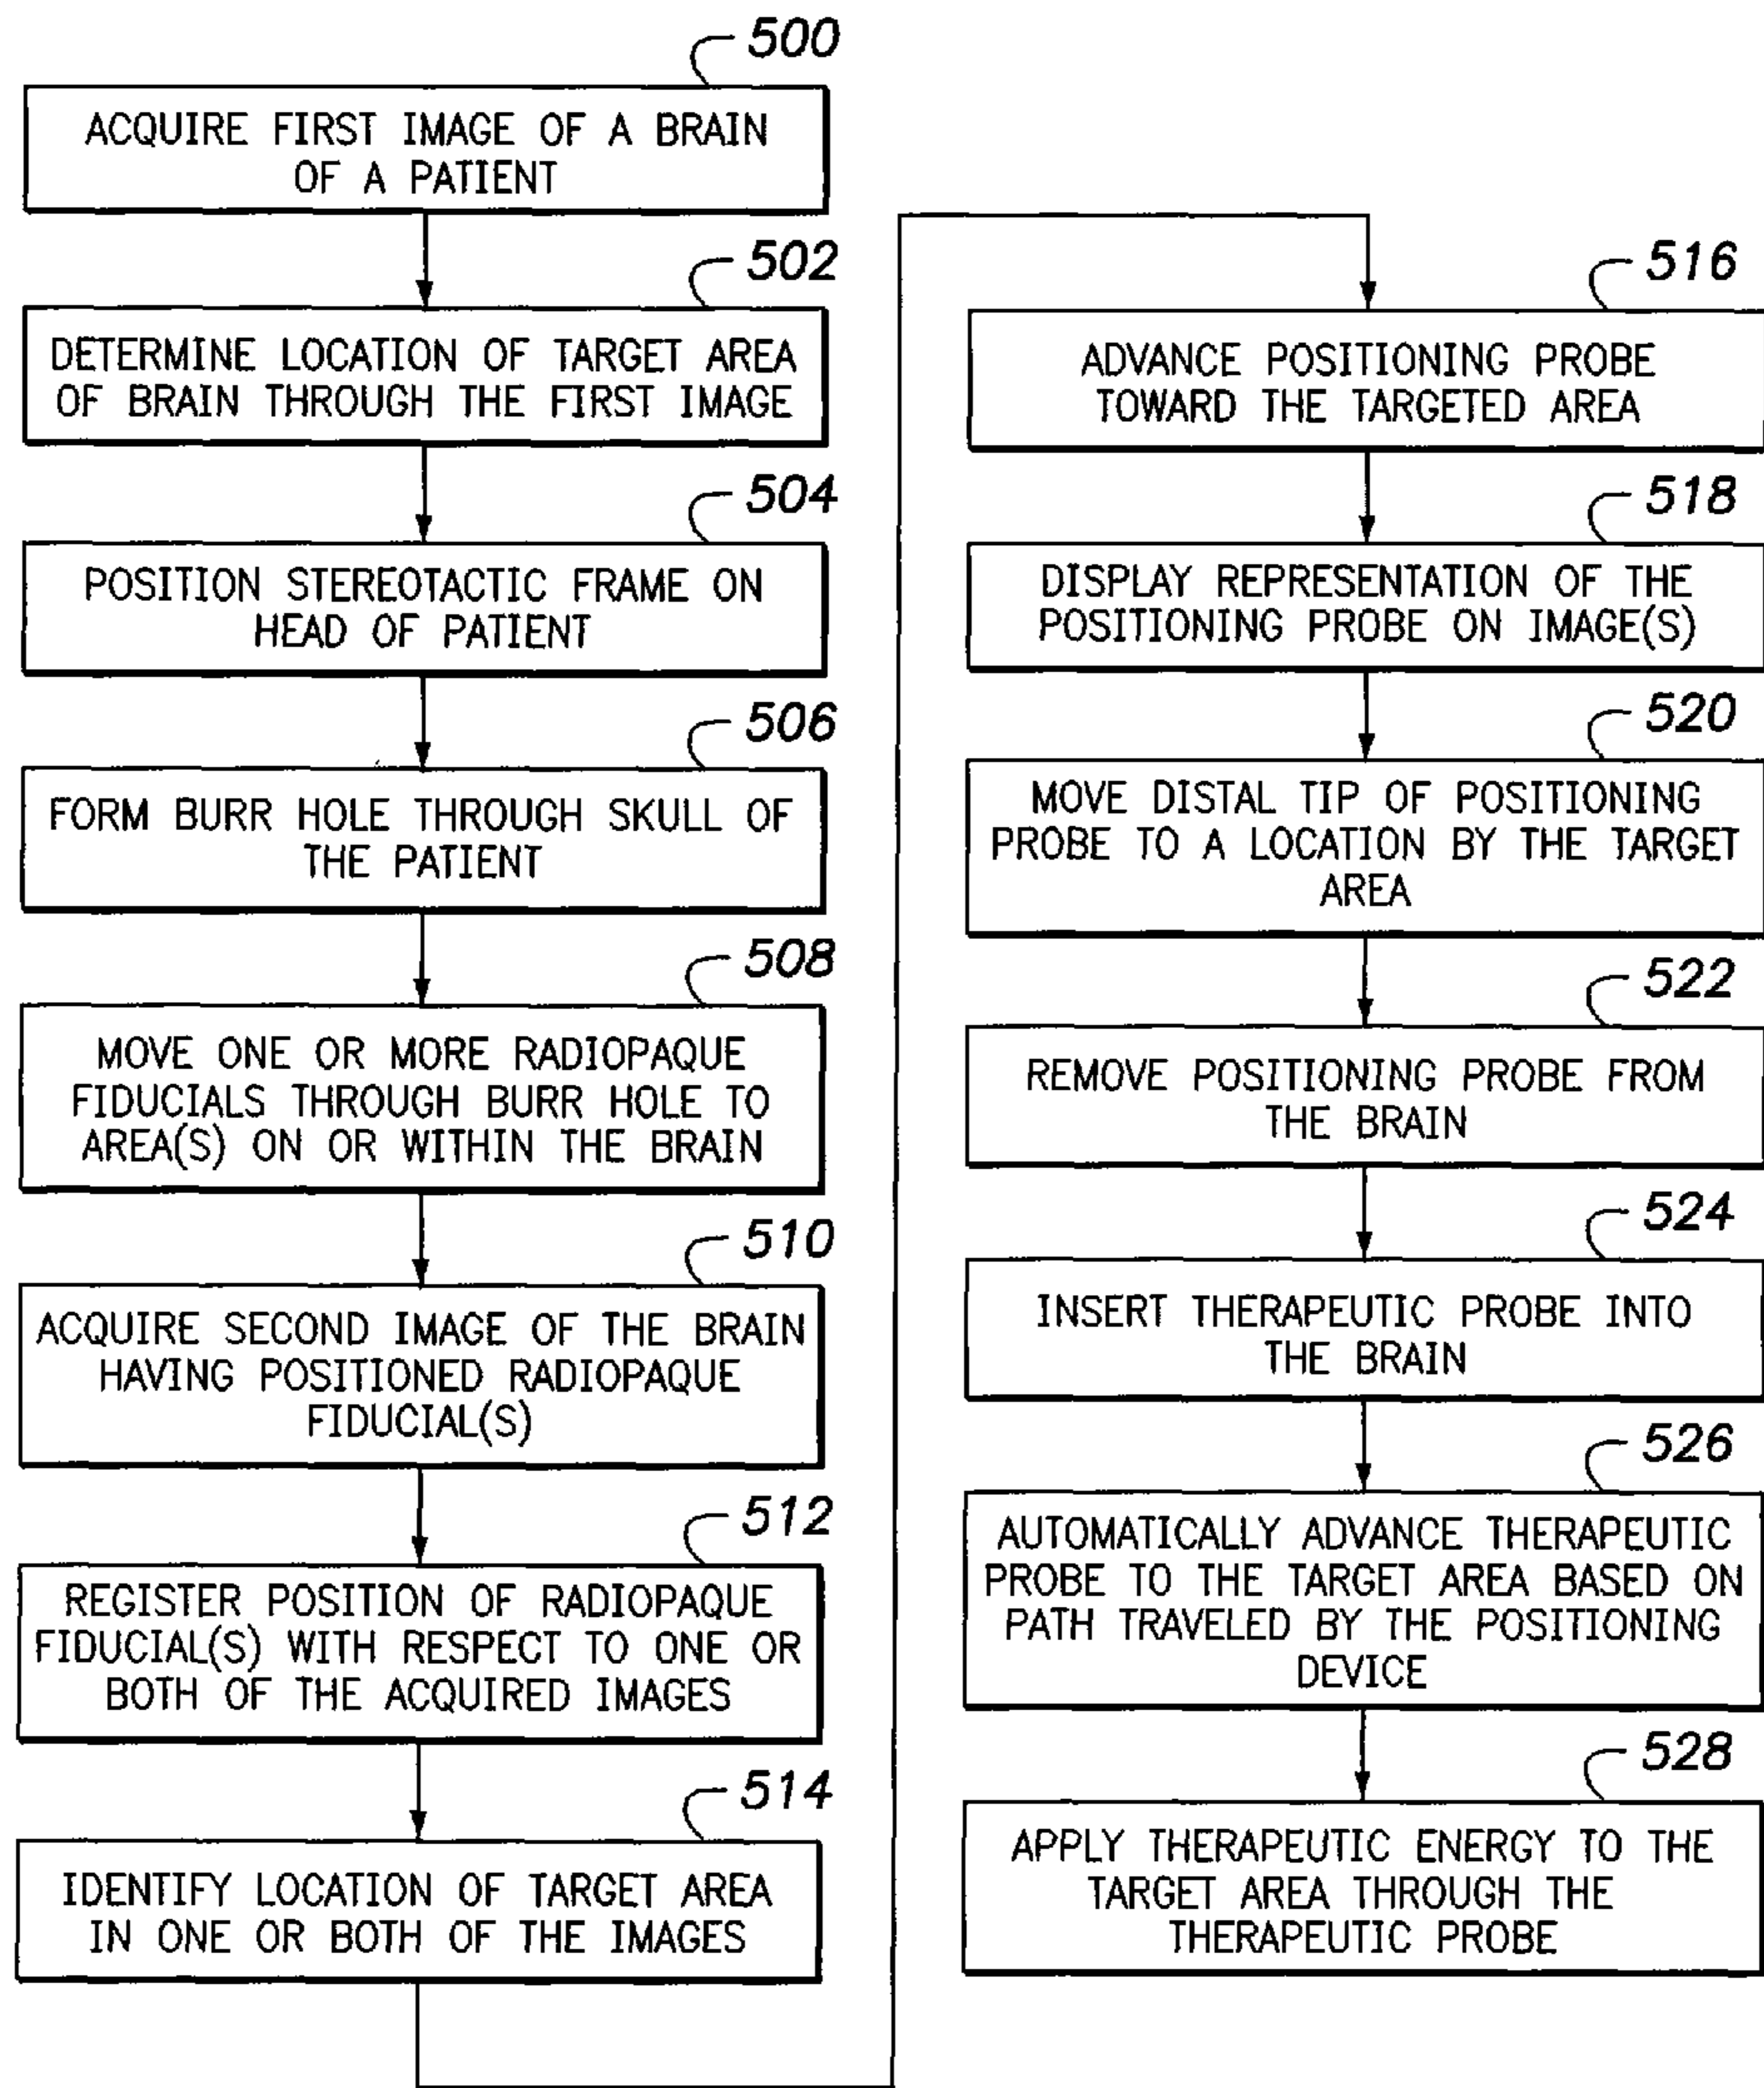 500
ACQUIRE FIRST IMAGE OF A BRAIN
OF A PATIENT
502
DETERMINE LOCATION OF TARGET AREA
OF BRAIN THROUGH THE FIRST IMAGE
504
POSITION STEREOTACTIC FRAME ON
HEAD OF PATIENT
506
FORM BURR HOLE THROUGH SKULL OF
THE PATIENT
508
MOVE ONE OR MORE RADIOPAQUE
FIDUCIALS THROUGH BURR HOLE TO
AREA(S) ON OR WITHIN THE BRAIN
510
ACQUIRE SECOND IMAGE OF THE BRAIN
HAVING POSITIONED RADIOPAQUE
FIDUCIAL(S)
512
REGISTER POSITION OF RADIOPAQUE
FIDUCIAL(S) WITH RESPECT TO ONE OR
BOTH OF THE ACQUIRED IMAGES
514
IDENTIFY LOCATION OF TARGET AREA
IN ONE OR BOTH OF THE IMAGES
516
ADVANCE POSITIONING PROBE
TOWARD THE TARGETED AREA
518
DISPLAY REPRESENTATION OF THE
POSITIONING PROBE ON IMAGE(S)
520
MOVE DISTAL TIP OF POSITIONING
PROBE TO A LOCATION BY THE TARGET
AREA
522
REMOVE POSITIONING PROBE FROM
THE BRAIN
524
INSERT THERAPEUTIC PROBE INTO
THE BRAIN
526
AUTOMATICALLY ADVANCE THERAPEUTIC
PROBE TO THE TARGET AREA BASED ON
PATH TRAVELED BY THE POSITIONING
DEVICE
528
APPLY THERAPEUTIC ENERGY TO THE
TARGET AREA THROUGH THE
THERAPEUTIC PROBE